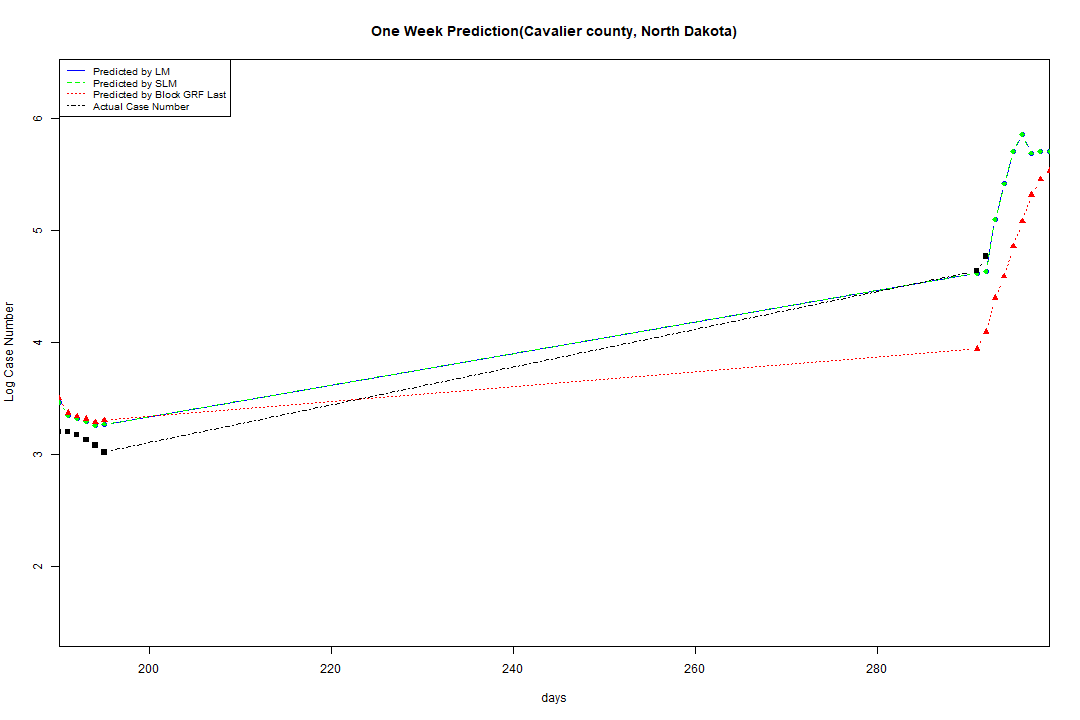 One Week Prediction(Cavalier county, North Dakota)
Predicted by LM
Predicted by SLM
Predicted by Block GRF Last
Actual Case Number
6
5
4
3
2
Log Case Number
200 220 240 260 280
days